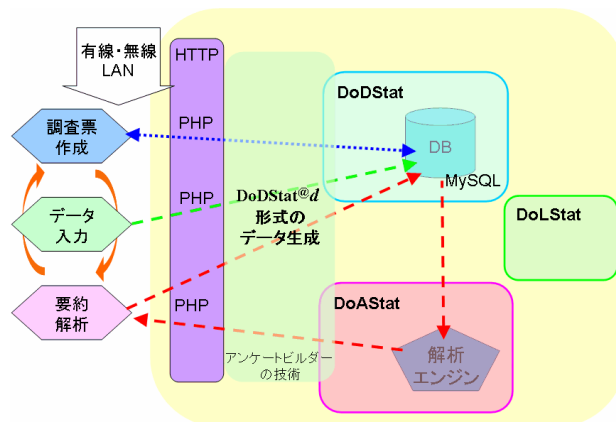 有線・無線
LAN
HTTP
DoDStat
調査票
作成
PHP
DB
MySQL
データ
入力
PHP
DoDStat@d
形式の
データ生成
DoLStat
要約
解析
PHP
DoAStat
解析
エンジン
アンケートビルダー
の技術